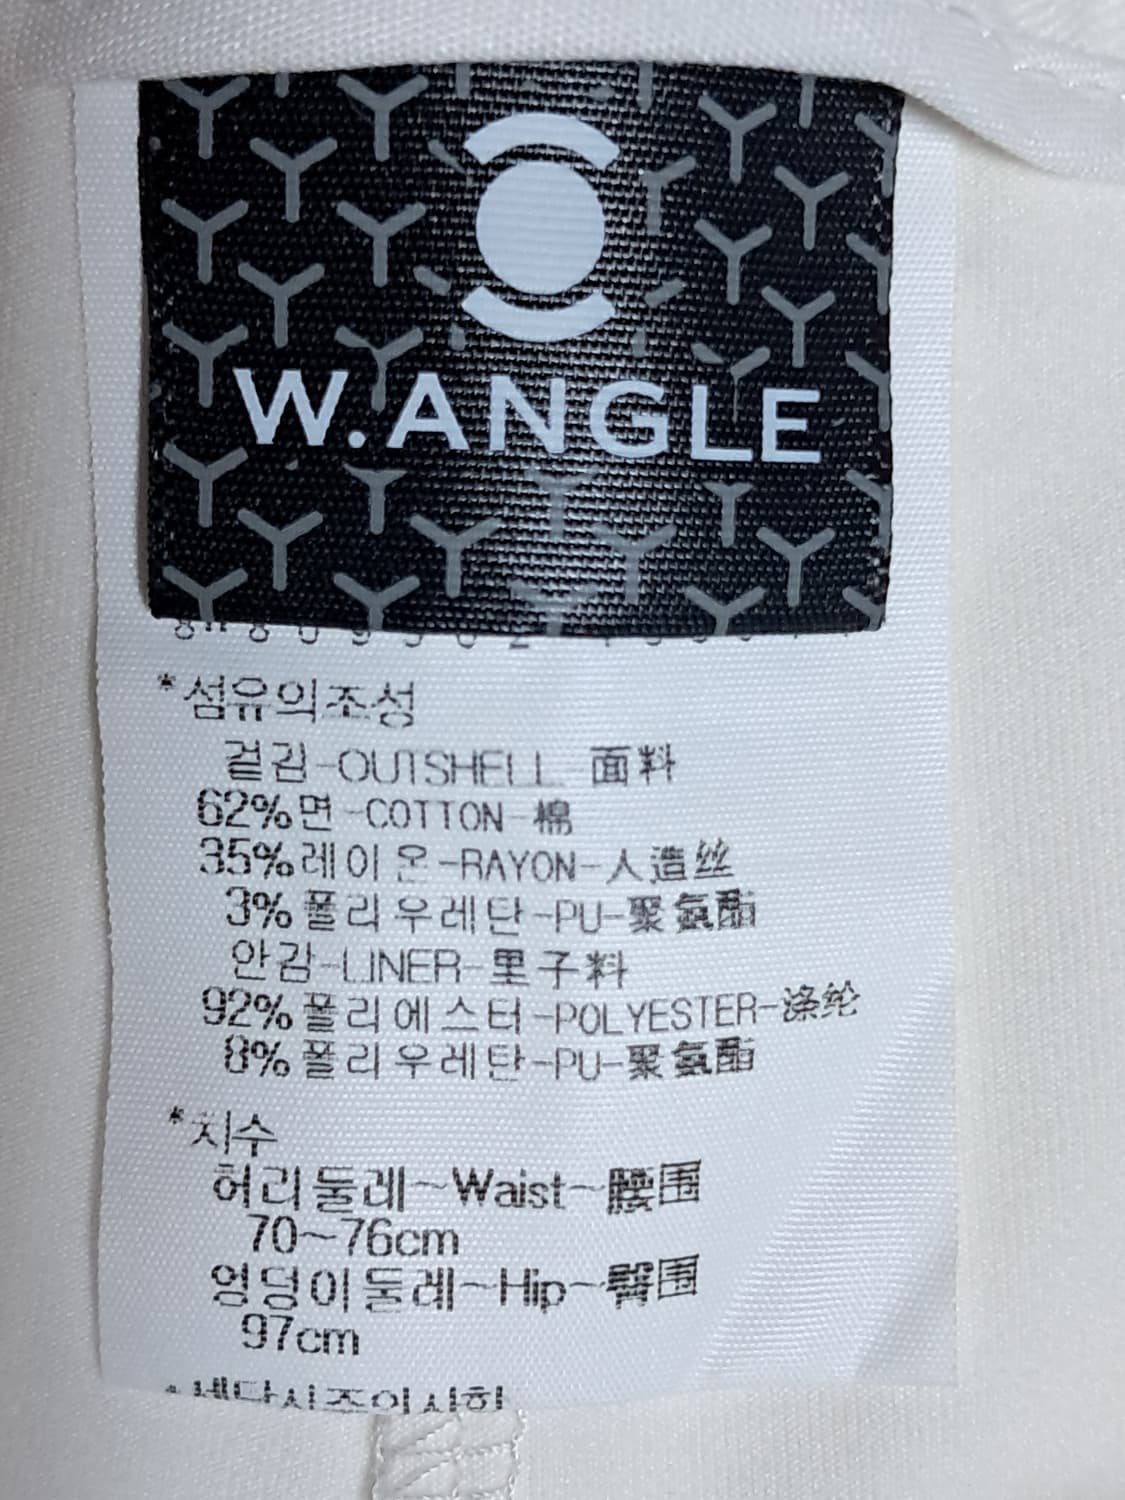 W.ANGLE
*섬유의조성
겉감-OUTSHELL-面料
62%면-COTTON-棉
35%레이온-RAYON-人造丝
3%폴리우레탄-PU-聚氨酯
안감-LINER-里子料
92%폴리에스터-POLYESTER-涤纶
8%폴리우레탄-PU-聚氨酯
*치수
허리둘레~Waist~腰围
70~76cm
엉덩이둘레~Hip~臀围
97cm